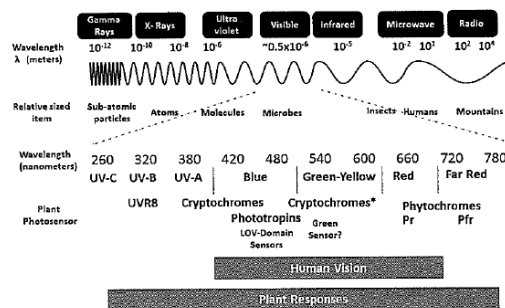 Gamma Rays X-Rays Ultra violet Visible Infrared Microwave Radio
Wavelength λ (meters) 10-12 10-10 10-8 10-6 ~0.5x10-6 10-5 10-2 10¹ 10² 10⁴
Relative sized item Sub-atomic particles Atoms Molecules Microbes Insects Humans Mountains
Wavelength (nanometers) 260 320 380 420 480 540 600 660 720 780
UV-C UV-B UV-A Blue Green-Yellow Red Far Red
Plant Photosensor UVR8 Cryptochromes Cryptochromes* Phytochromes
Phototropins Green Sensor? Pr Pfr
LOV-Domain Sensors
Human Vision
Plant Responses